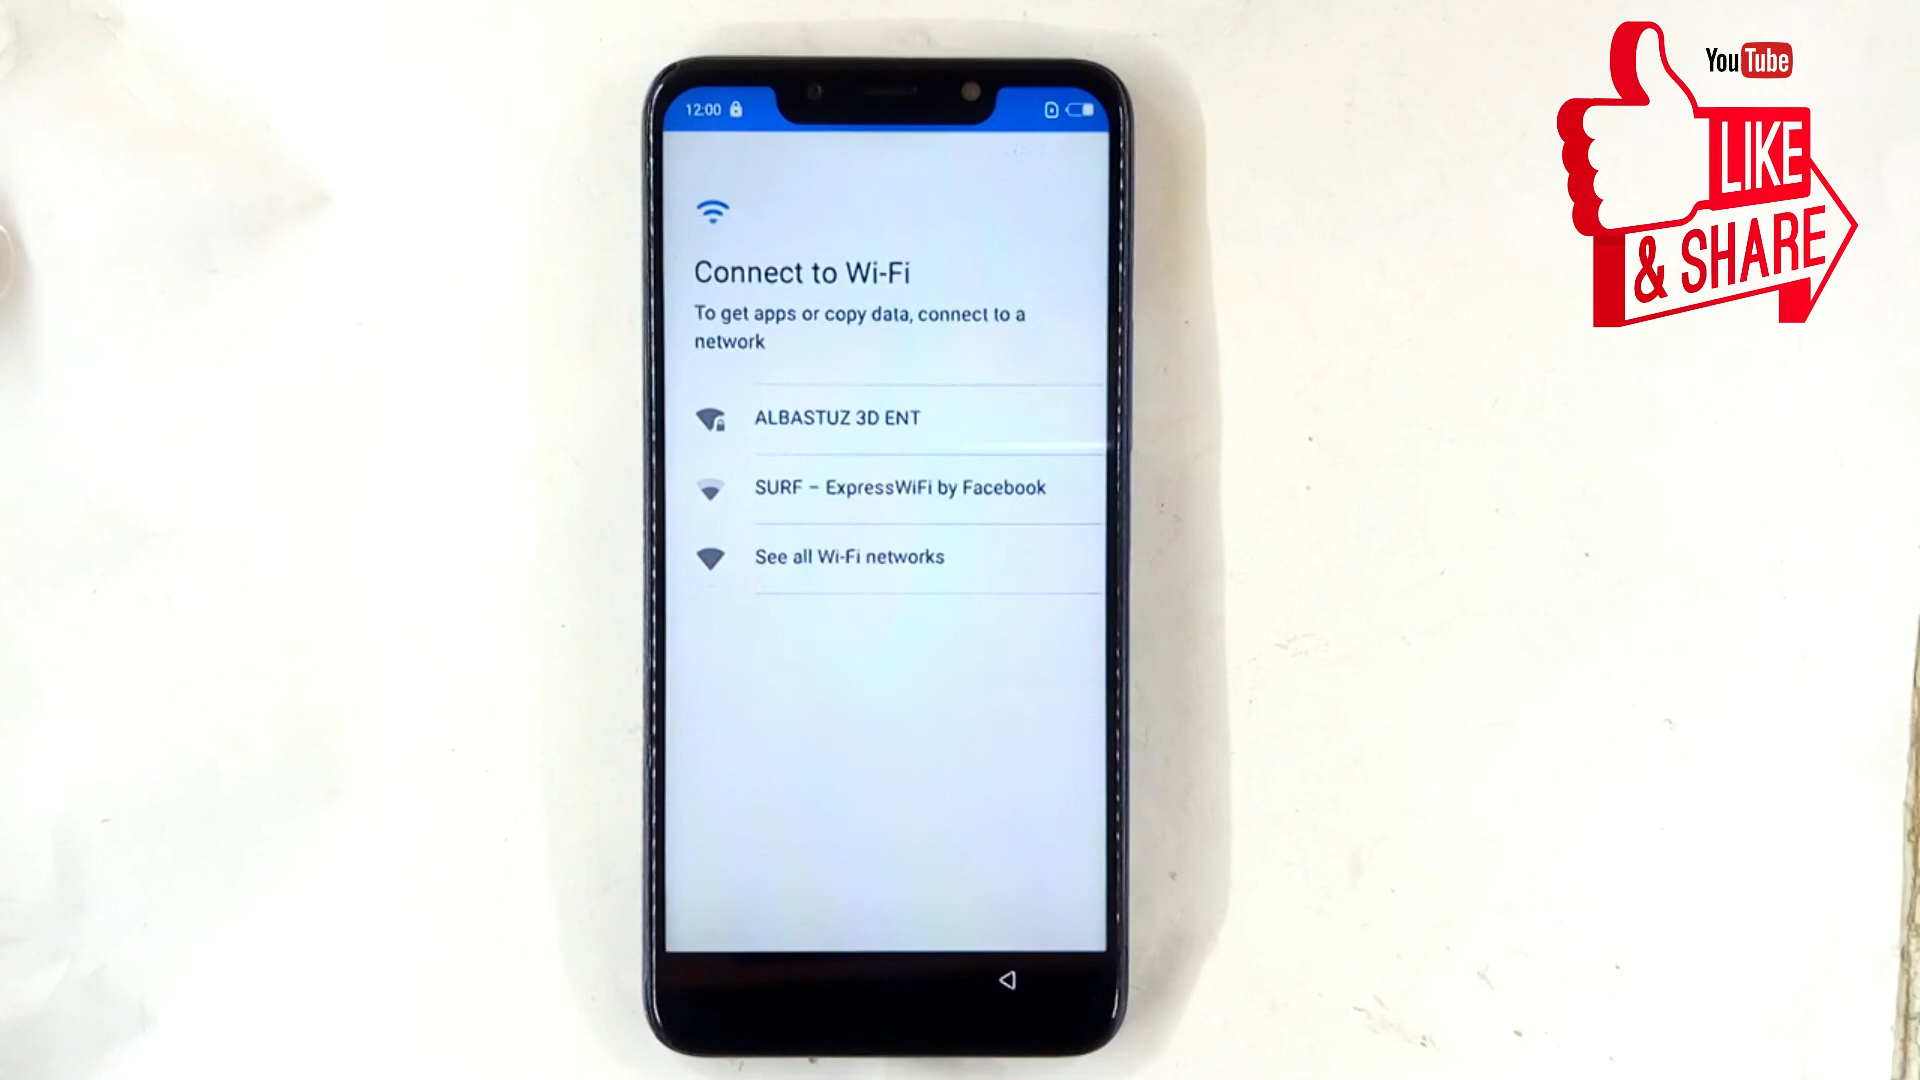 12:00
Connect to Wi-Fi
To get apps or copy data, connect to a
network
ALBASTUZ 3D ENT
SURF – ExpressWiFi by Facebook
See all Wi-Fi networks
YouTube
LIKE
& SHARE